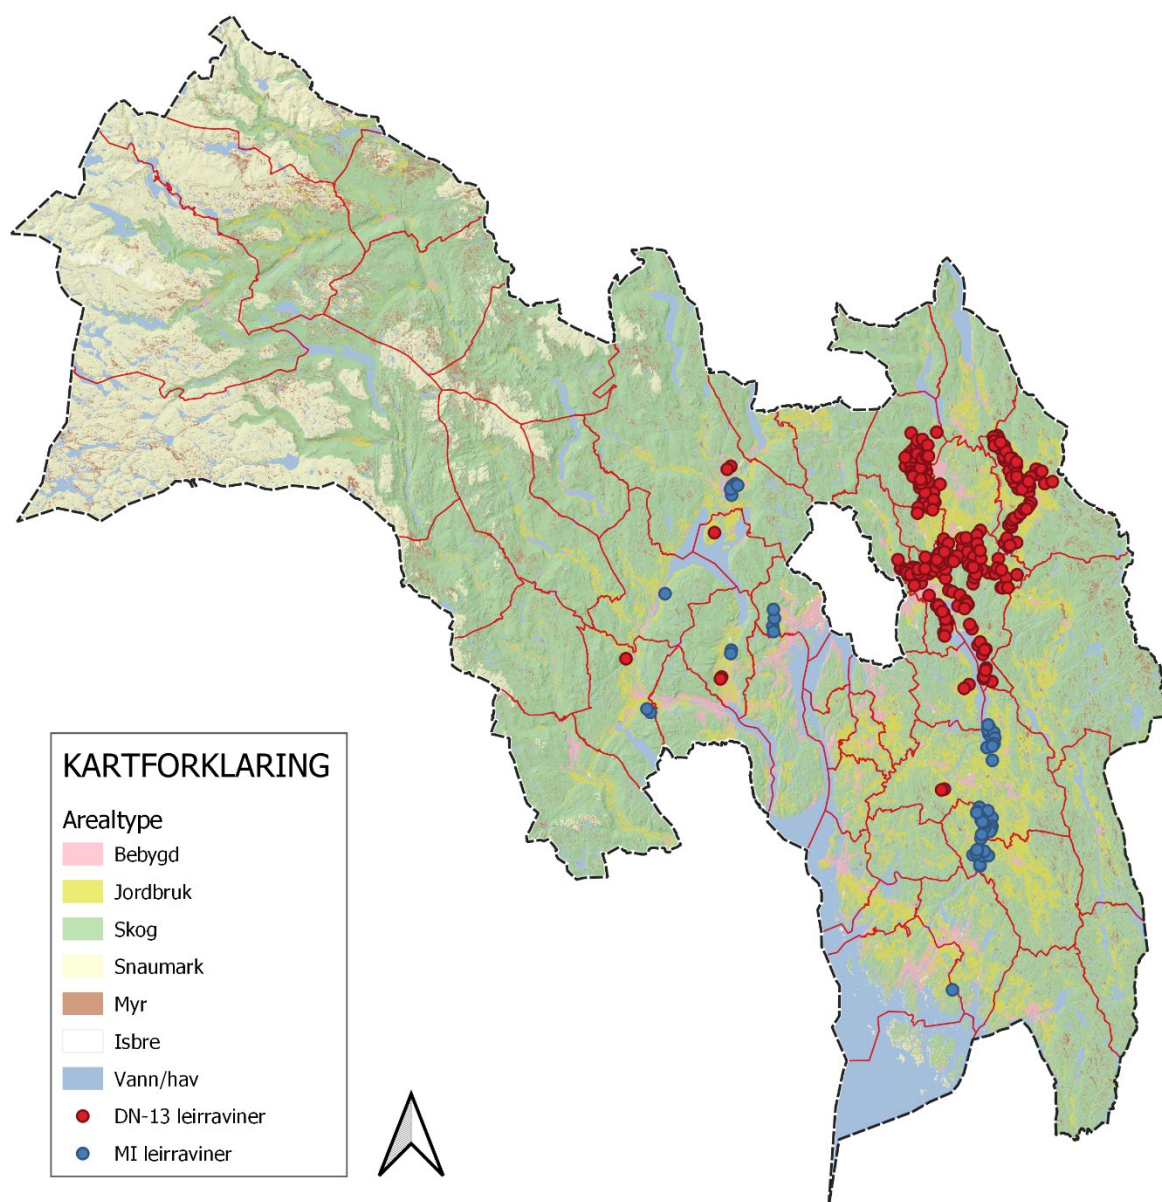 KARTFORKLARING
Arealtype
Bebygd
Jordbruk
Skog
Snaumark
Myr
Isbre
Vann/hav
DN-13 leirraviner
MI leirraviner